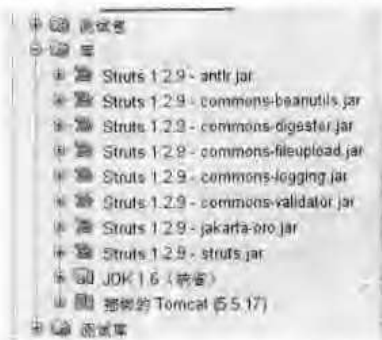 测试包
库
Struts 1.2.9 - antlr.jar
Struts 1.2.9 - commons-beanutils.jar
Struts 1.2.9 - commons-digester.jar
Struts 1.2.9 - commons-fileupload.jar
Struts 1.2.9 - commons-logging.jar
Struts 1.2.9 - commons-validator.jar
Struts 1.2.9 - jakarta-oro.jar
Struts 1.2.9 - struts.jar
JDK 1.6（缺省）
捆绑的 Tomcat (5.5.17)
测试库